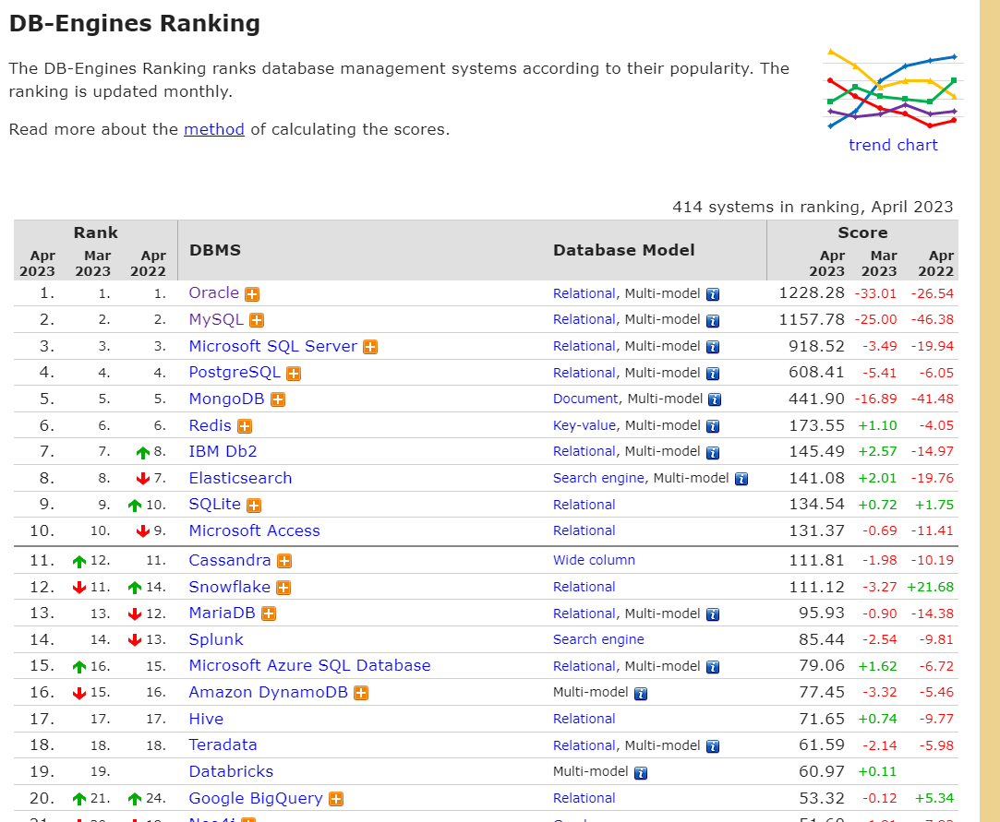 DB-Engines Ranking
The DB-Engines Ranking ranks database management systems according to their popularity. The
ranking is updated monthly.
Read more about the method of calculating the scores.
trend chart
414 systems in ranking, April 2023
Rank DBMS Database Model Score
Apr 2023 Mar 2023 Apr 2022 Apr 2023 Mar 2023 Apr 2022
1. 1. 1. Oracle Relational, Multi-model 1228.28 -33.01 -26.54
2. 2. 2. MySQL Relational, Multi-model 1157.78 -25.00 -46.38
3. 3. 3. Microsoft SQL Server Relational, Multi-model 918.52 -3.49 -19.94
4. 4. 4. PostgreSQL Relational, Multi-model 608.41 -5.41 -6.05
5. 5. 5. MongoDB Document, Multi-model 441.90 -16.89 -41.48
6. 6. 6. Redis Key-value, Multi-model 173.55 +1.10 -4.05
7. 7. 8. IBM Db2 Relational, Multi-model 145.49 +2.57 -14.97
8. 8. 7. Elasticsearch Search engine, Multi-model 141.08 +2.01 -19.76
9. 9. 10. SQLite Relational 134.54 +0.72 +1.75
10. 10. 9. Microsoft Access Relational 131.37 -0.69 -11.41
11. 12. 11. Cassandra Wide column 111.81 -1.98 -10.19
12. 11. 14. Snowflake Relational 111.12 -3.27 +21.68
13. 13. 12. MariaDB Relational, Multi-model 95.93 -0.90 -14.38
14. 14. 13. Splunk Search engine 85.44 -2.54 -9.81
15. 16. 15. Microsoft Azure SQL Database Relational, Multi-model 79.06 +1.62 -6.72
16. 15. 16. Amazon DynamoDB Multi-model 77.45 -3.32 -5.46
17. 17. 17. Hive Relational 71.65 +0.74 -9.77
18. 18. 18. Teradata Relational, Multi-model 61.59 -2.14 -5.98
19. 19. Databricks Multi-model 60.97 +0.11
20. 21. 24. Google BigQuery Relational 53.32 -0.12 +5.34